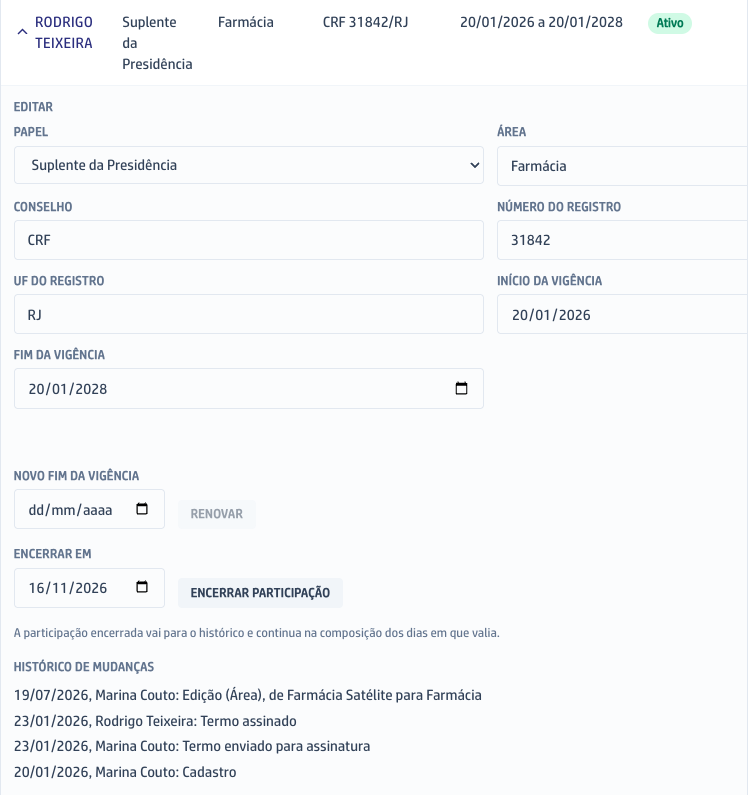 RODRIGO TEIXEIRA
Suplente da Presidência
Farmácia
CRF 31842/RJ
20/01/2026 a 20/01/2028
Ativo
EDITAR
PAPEL
Suplente da Presidência
ÁREA
Farmácia
CONSELHO
CRF
NÚMERO DO REGISTRO
31842
UF DO REGISTRO
RJ
INÍCIO DA VIGÊNCIA
20/01/2026
FIM DA VIGÊNCIA
20/01/2028
NOVO FIM DA VIGÊNCIA
dd/mm/aaaa
RENOVAR
ENCERRAR EM
16/11/2026
ENCERRAR PARTICIPAÇÃO
A participação encerrada vai para o histórico e continua na composição dos dias em que valia.
HISTÓRICO DE MUDANÇAS
19/07/2026, Marina Couto: Edição (Área), de Farmácia Satélite para Farmácia
23/01/2026, Rodrigo Teixeira: Termo assinado
23/01/2026, Marina Couto: Termo enviado para assinatura
20/01/2026, Marina Couto: Cadastro